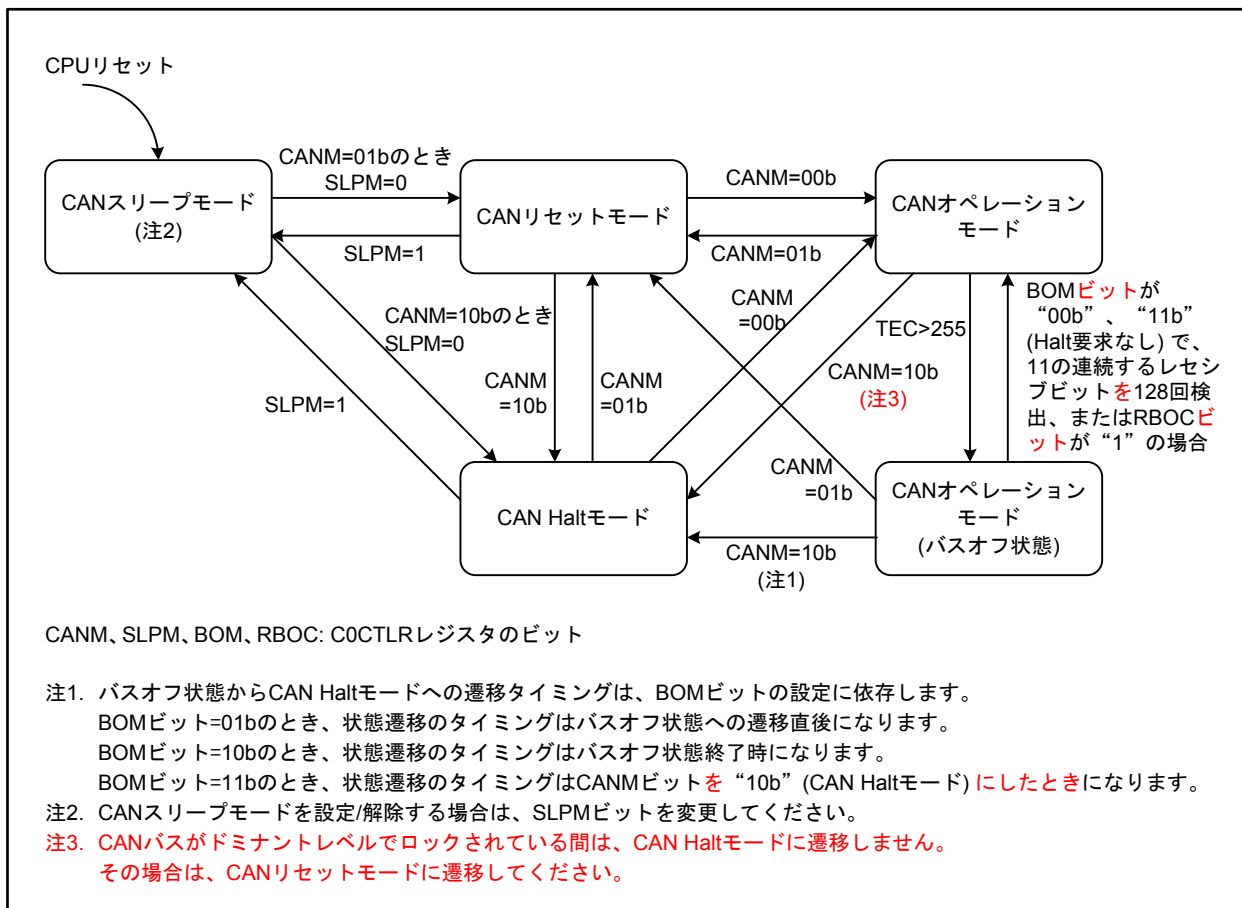 CPUリセット
CANスリープモード
(注2)
CANM=01bのとき
SLPM=0
SLPM=1
CANリセットモード
CANM=00b
CANM=01b
CANオペレーション
モード
CANM=10bのとき
SLPM=0
SLPM=1
CANM
=10b
CANM
=01b
CANM
=00b
CANM=10b
(注3)
TEC>255
BOMビットが
“00b”、“11b”
(Halt要求なし) で、
11の連続するレセシ
ブビットを128回検
出、またはRBOCビ
ットが“1”の場合
CANM
=01b
CAN Haltモード
CANM=10b
(注1)
CANオペレーション
モード
(バスオフ状態)
CANM、SLPM、BOM、RBOC: C0CTLRレジスタのビット
注1. バスオフ状態からCAN Haltモードへの遷移タイミングは、BOMビットの設定に依存します。
BOMビット=01bのとき、状態遷移のタイミングはバスオフ状態への遷移直後になります。
BOMビット=10bのとき、状態遷移のタイミングはバスオフ状態終了時になります。
BOMビット=11bのとき、状態遷移のタイミングはCANMビットを“10b”(CAN Haltモード) にしたときになります。
注2. CANスリープモードを設定/解除する場合は、SLPMビットを変更してください。
注3. CANバスがドミナントレベルでロックされている間は、CAN Haltモードに遷移しません。
その場合は、CANリセットモードに遷移してください。